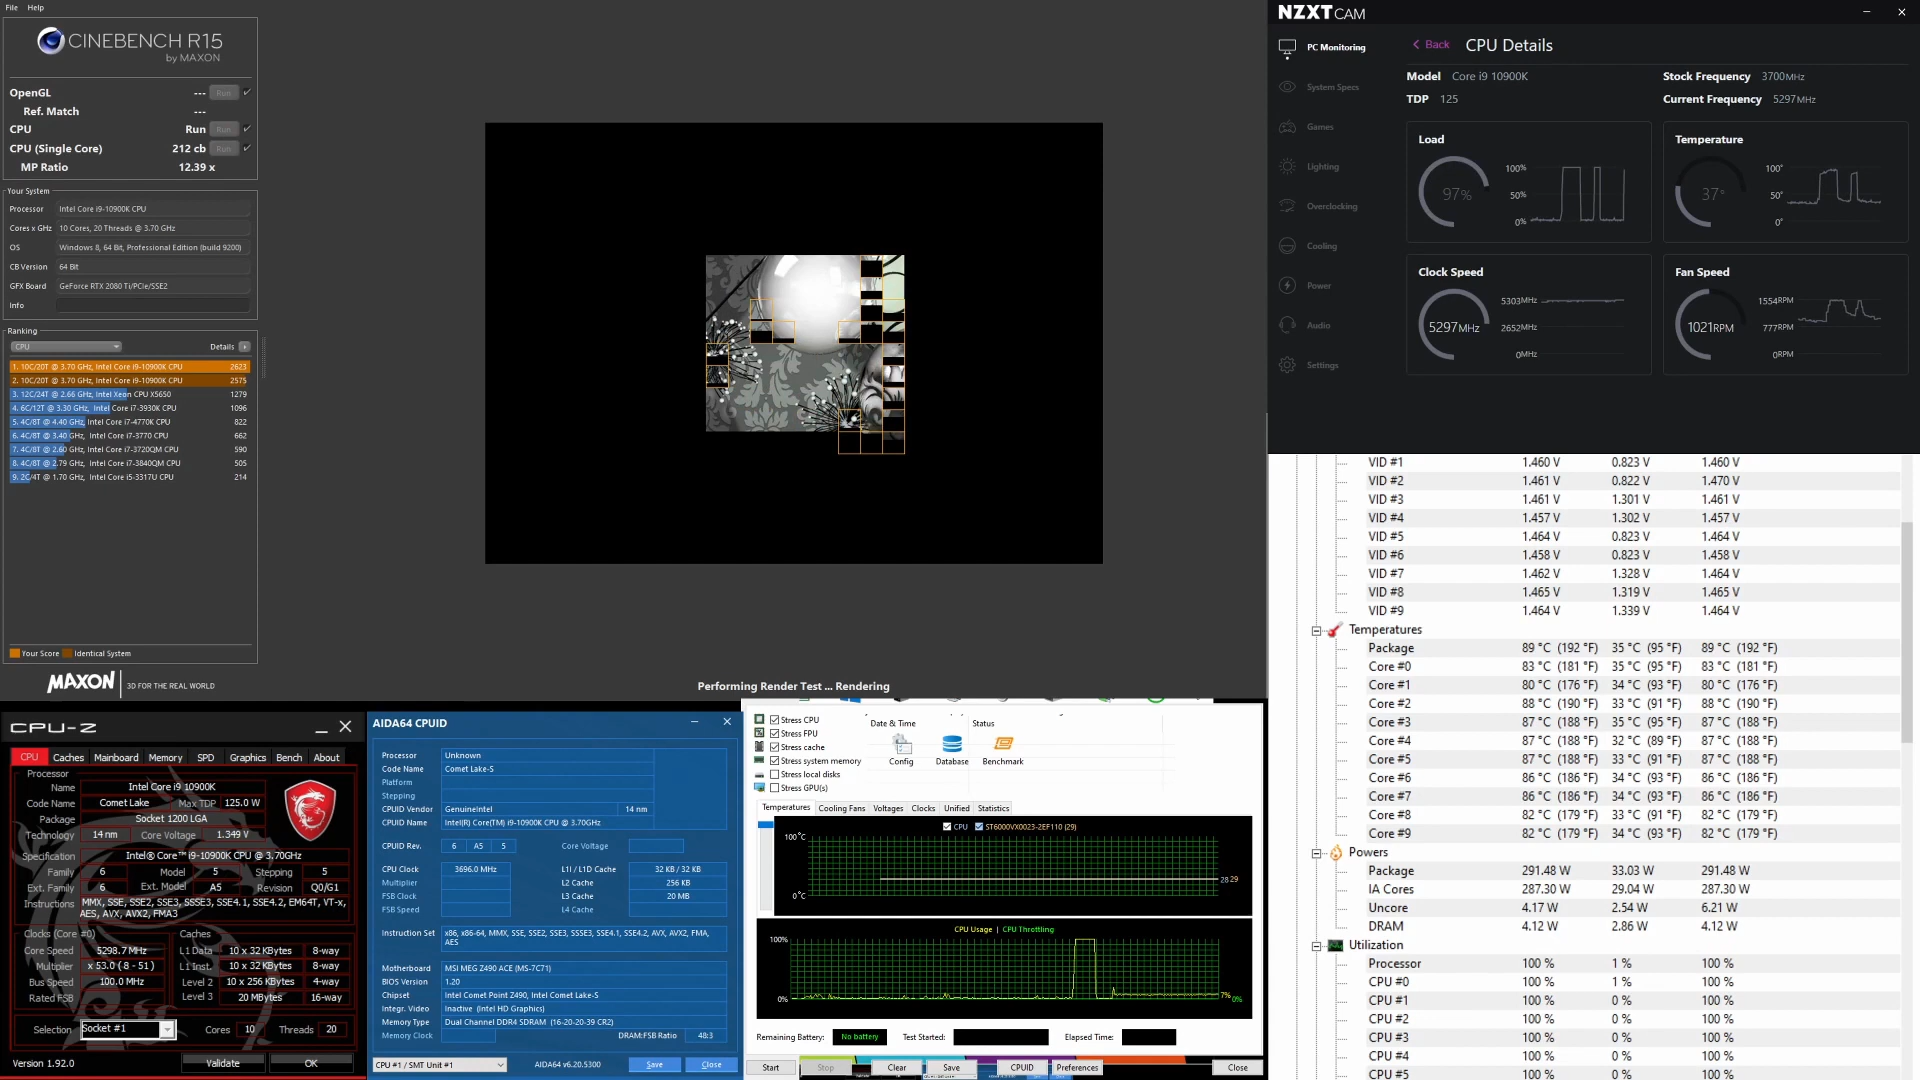 File Help
CINEBENCH R15
by MAXON
OpenGL --- Run
Ref. Match ---
CPU Run Run
CPU (Single Core) 212 cb Run
MP Ratio 12.39 x
Your System
Processor Intel Core i9-10900K CPU
Cores x GHz 10 Cores, 20 Threads @ 3.70 GHz
OS Windows 8, 64 Bit, Professional Edition (build 9200)
CB Version 64 Bit
GFX Board GeForce RTX 2080 Ti/PCIe/SSE2
Info
Ranking
CPU Details
1. 10C/20T @ 3.70 GHz, Intel Core i9-10900K CPU 2623
2. 10C/20T @ 3.70 GHz, Intel Core i9-10900K CPU 2575
3. 12C/24T @ 2.66 GHz, Intel Xeon CPU X5650 1279
4. 6C/12T @ 3.30 GHz, Intel Core i7-3930K CPU 1096
5. 4C/8T @ 4.40 GHz, Intel Core i7-4770K CPU 822
6. 4C/8T @ 3.40 GHz, Intel Core i7-3770 CPU 662
7. 4C/8T @ 2.60 GHz, Intel Core i7-3720QM CPU 590
8. 4C/8T @ 2.79 GHz, Intel Core i7-3840QM CPU 505
9. 2C/4T @ 1.70 GHz, Intel Core i5-3317U CPU 214
Your Score Identical System
MAXON 3D FOR THE REAL WORLD
Performing Render Test ... Rendering
NZXT CAM
PC Monitoring
System Specs
Games
Lighting
Overclocking
Cooling
Power
Audio
Settings
Back CPU Details
Model Core i9 10900K Stock Frequency 3700MHz
TDP 125 Current Frequency 5297MHz
Load
97% 100% 50% 0%
Temperature
37° 100° 50° 0°
Clock Speed
5297MHz 5303MHz 2652MHz 0MHz
Fan Speed
1021RPM 1554RPM 777RPM 0RPM
VID #1 1.460 V 0.823 V 1.460 V
VID #2 1.461 V 0.822 V 1.470 V
VID #3 1.461 V 1.301 V 1.461 V
VID #4 1.457 V 1.302 V 1.457 V
VID #5 1.464 V 0.823 V 1.464 V
VID #6 1.458 V 0.823 V 1.458 V
VID #7 1.462 V 1.328 V 1.464 V
VID #8 1.465 V 1.319 V 1.465 V
VID #9 1.464 V 1.339 V 1.464 V
Temperatures
Package 89 °C (192 °F) 35 °C (95 °F) 89 °C (192 °F)
Core #0 83 °C (181 °F) 35 °C (95 °F) 83 °C (181 °F)
Core #1 80 °C (176 °F) 34 °C (93 °F) 80 °C (176 °F)
Core #2 88 °C (190 °F) 33 °C (91 °F) 88 °C (190 °F)
Core #3 87 °C (188 °F) 35 °C (95 °F) 87 °C (188 °F)
Core #4 87 °C (188 °F) 32 °C (89 °F) 87 °C (188 °F)
Core #5 87 °C (188 °F) 33 °C (91 °F) 87 °C (188 °F)
Core #6 86 °C (186 °F) 34 °C (93 °F) 86 °C (186 °F)
Core #7 86 °C (186 °F) 34 °C (93 °F) 86 °C (186 °F)
Core #8 82 °C (179 °F) 33 °C (91 °F) 82 °C (179 °F)
Core #9 82 °C (179 °F) 34 °C (93 °F) 82 °C (179 °F)
Powers
Package 291.48 W 33.03 W 291.48 W
IA Cores 287.30 W 29.04 W 287.30 W
Uncore 4.17 W 2.54 W 6.21 W
DRAM 4.12 W 2.86 W 4.12 W
Utilization
Processor 100 % 1 % 100 %
CPU #0 100 % 1 % 100 %
CPU #1 100 % 0 % 100 %
CPU #2 100 % 0 % 100 %
CPU #3 100 % 0 % 100 %
CPU #4 100 % 0 % 100 %
CPU #5 100 % 0 % 100 %
CPU-Z
CPU Caches Mainboard Memory SPD Graphics Bench About
Processor
Name Intel Core i9 10900K
Code Name Comet Lake Max TDP 125.0 W
Package Socket 1200 LGA
Technology 14 nm Core Voltage 1.349 V
Specification Intel® Core™ i9-10900K CPU @ 3.70GHz
Family 6 Model 5 Stepping 5
Ext. Family 6 Ext. Model A5 Revision Q0/G1
Instructions MMX, SSE, SSE2, SSE3, SSSE3, SSE4.1, SSE4.2, EM64T, VT-x,
AES, AVX, AVX2, FMA3
Clocks (Core #0) Caches
Core Speed 5298.7 MHz L1 Data 10 x 32 KBytes 8-way
Multiplier x 53.0 ( 8 - 51 ) L1 Inst. 10 x 32 KBytes 8-way
Bus Speed 100.0 MHz Level 2 10 x 256 KBytes 4-way
Rated FSB Level 3 20 MBytes 16-way
Selection Socket #1 Cores 10 Threads 20
Version 1.92.0 Validate OK
AIDA64 CPUID
Processor Unknown
Code Name Comet Lake-S
Platform
Stepping
CPUID Vendor GenuineIntel 14 nm
CPUID Name Intel(R) Core(TM) i9-10900K CPU @ 3.70GHz
CPUID Rev. 6 A5 5 Core Voltage
CPU Clock 3696.0 MHz L1I / L1D Cache 32 KB / 32 KB
Multiplier L2 Cache 256 KB
FSB Clock L3 Cache 20 MB
FSB Speed L4 Cache
Instruction Set x86, x86-64, MMX, SSE, SSE2, SSE3, SSSE3, SSE4.1, SSE4.2, AVX, AVX2, FMA,
AES
Motherboard MSI MEG Z490 ACE (MS-7C71)
BIOS Version 1.20
Chipset Intel Comet Point Z490, Intel Comet Lake-S
Integr. Video Inactive (Intel HD Graphics)
Memory Type Dual Channel DDR4 SDRAM (16-20-20-39 CR2)
Memory Clock DRAM:FSB Ratio 48:3
CPU #1 / SMT Unit #1 AIDA64 v6.20.5300 Save Close
Stress CPU
Stress FPU
Stress cache
Stress system memory
Stress local disks
Stress GPU(s)
Date & Time Status
Config Database Benchmark
Temperatures Cooling Fans Voltages Clocks Unified Statistics
CPU ST6000VX0023-2EF110 (29)
100°C
0°C
28 29
CPU Usage | CPU Throttling
100%
0%
7% 0%
Remaining Battery: No battery Test Started: Elapsed Time:
Start Stop Clear Save CPUID Preferences Close